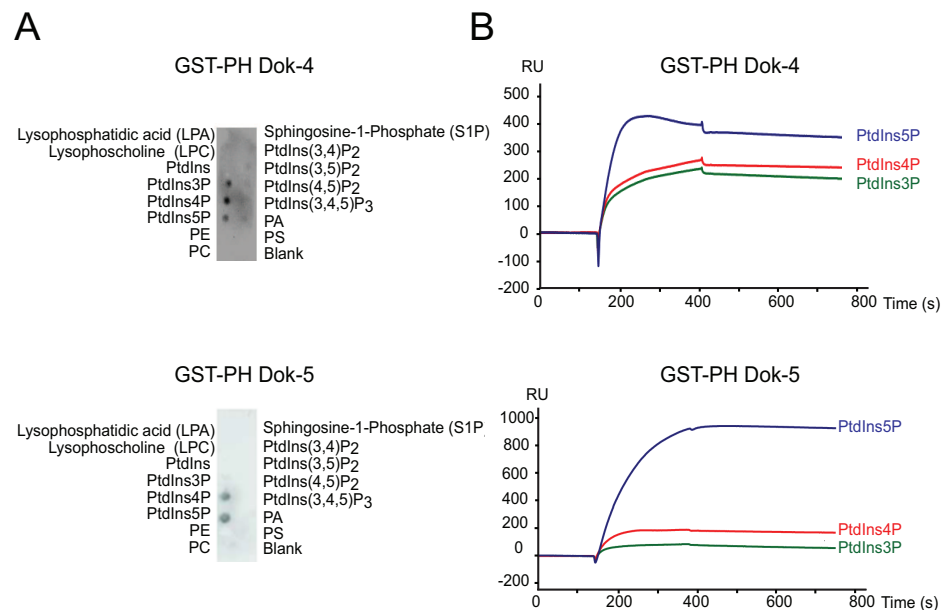 A
GST-PH Dok-4
Lysophosphatidic acid (LPA)
Lysophoscholine (LPC)
PtdIns
PtdIns3P
PtdIns4P
PtdIns5P
PE
PC
Sphingosine-1-Phosphate (S1P)
PtdIns(3,4)P2
PtdIns(3,5)P2
PtdIns(4,5)P2
PtdIns(3,4,5)P3
PA
PS
Blank
B
GST-PH Dok-4
RU
500
400
300
200
100
0
-100
-200
0 200 400 600 800 Time (s)
PtdIns5P
PtdIns4P
PtdIns3P
GST-PH Dok-5
Lysophosphatidic acid (LPA)
Lysophoscholine (LPC)
PtdIns
PtdIns3P
PtdIns4P
PtdIns5P
PE
PC
Sphingosine-1-Phosphate (S1P
PtdIns(3,4)P2
PtdIns(3,5)P2
PtdIns(4,5)P2
PtdIns(3,4,5)P3
PA
PS
Blank
GST-PH Dok-5
RU
1000
800
600
400
200
0
-200
0 200 400 600 800 Time (s)
PtdIns5P
PtdIns4P
PtdIns3P